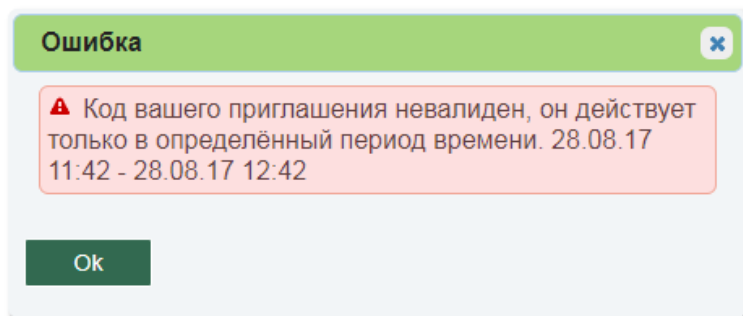 Ошибка
Код вашего приглашения невалиден, он действует
только в определённый период времени. 28.08.17
11:42 - 28.08.17 12:42
Ok